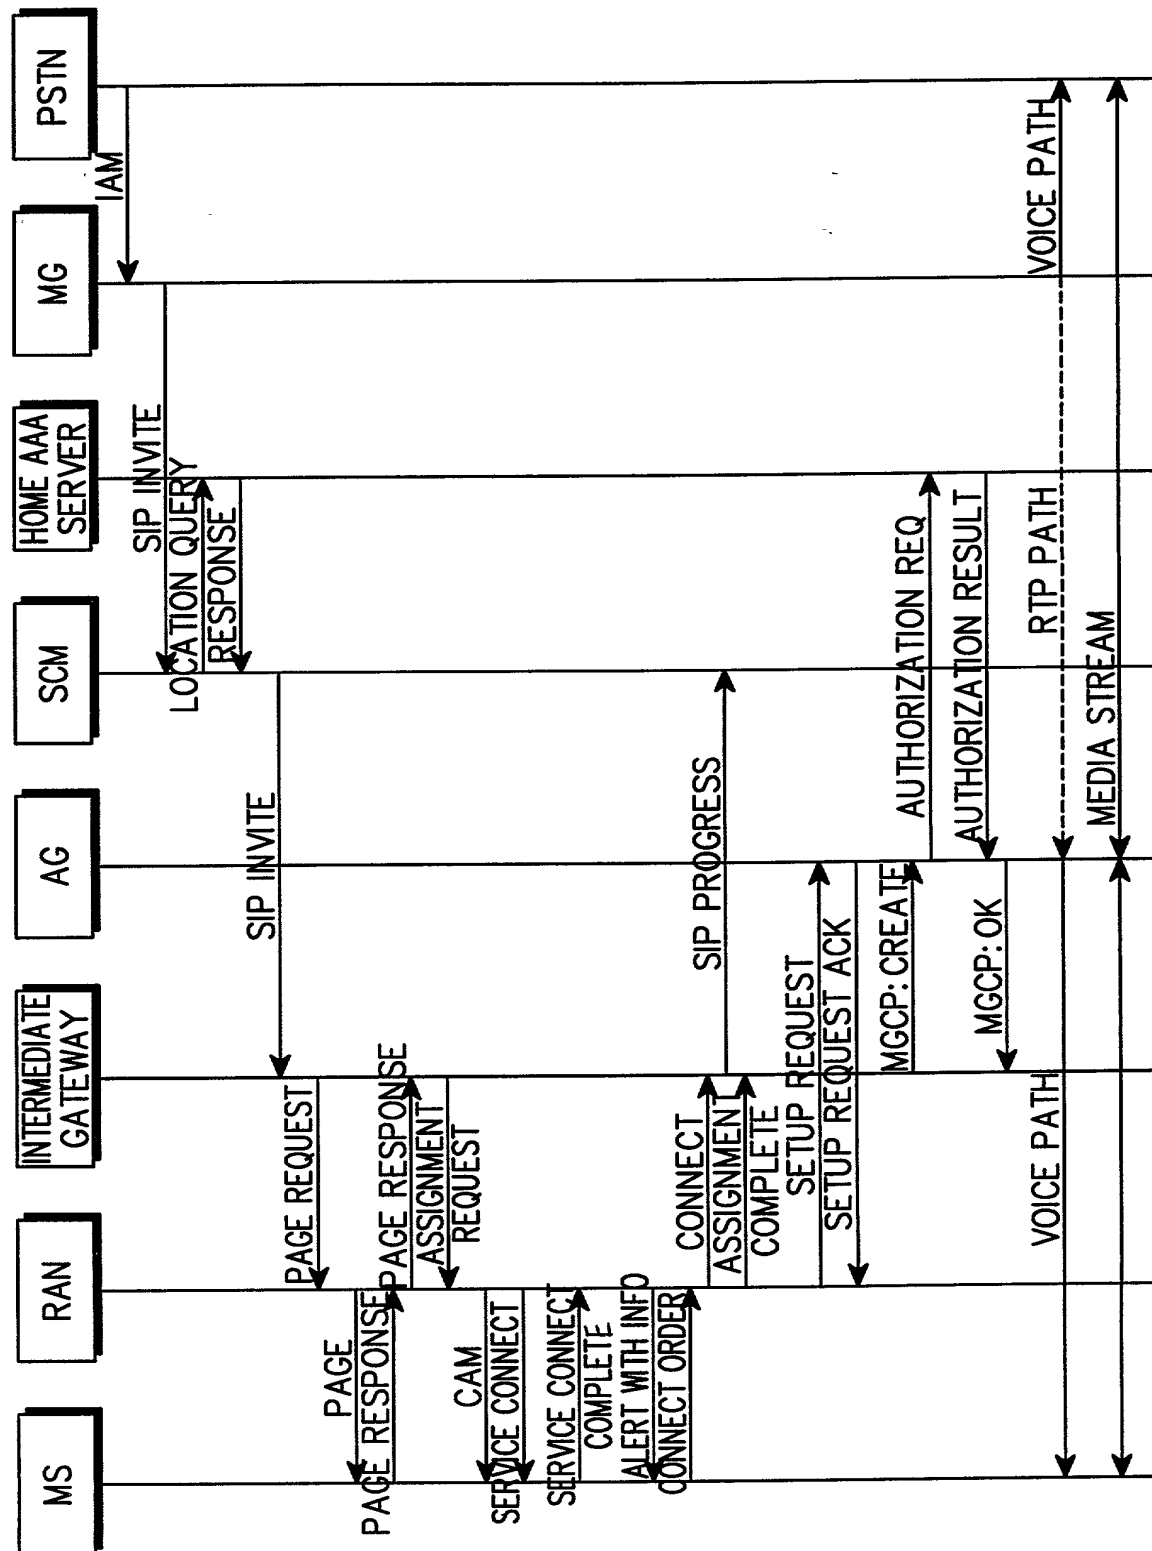 MS
RAN
INTERMEDIATE
GATEWAY
AG
SCM
HOME AAA
SERVER
MG
PSTN
IAM
SIP INVITE
LOCATION QUERY
RESPONSE
SIP INVITE
PAGE REQUEST
PAGE
PAGE RESPONSE
PAGE RESPONSE
ASSIGNMENT
REQUEST
CAM
SERVICE CONNECT
SERVICE CONNECT
COMPLETE
ALERT WITH INFO
CONNECT ORDER
CONNECT
SIP PROGRESS
ASSIGNMENT
COMPLETE
SETUP REQUEST
SETUP REQUEST ACK
MGCP:CREATE
AUTHORIZATION REQ
AUTHORIZATION RESULT
MGCP:OK
VOICE PATH
RTP PATH
VOICE PATH
MEDIA STREAM